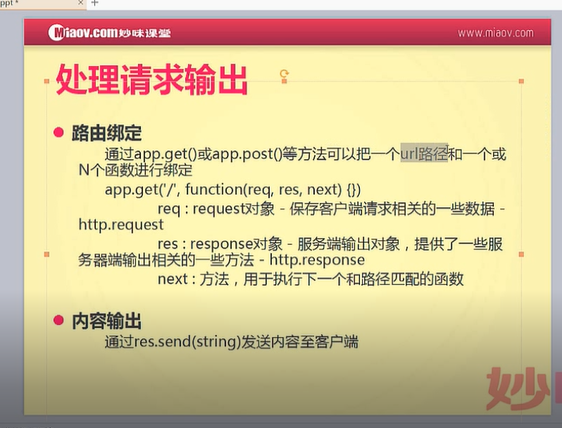 ppt *
Miaov.com 妙味课堂
www.miaov.com
处理请求输出
路由绑定
通过app.get()或app.post()等方法可以把一个url路径和一个或
N个函数进行绑定
app.get('/', function(req, res, next) {})
req : request对象 - 保存客户端请求相关的一些数据 -
http.request
res : response对象 - 服务端输出对象，提供了一些服
务器端输出相关的一些方法 - http.response
next : 方法，用于执行下一个和路径匹配的函数
内容输出
通过res.send(string)发送内容至客户端
妙